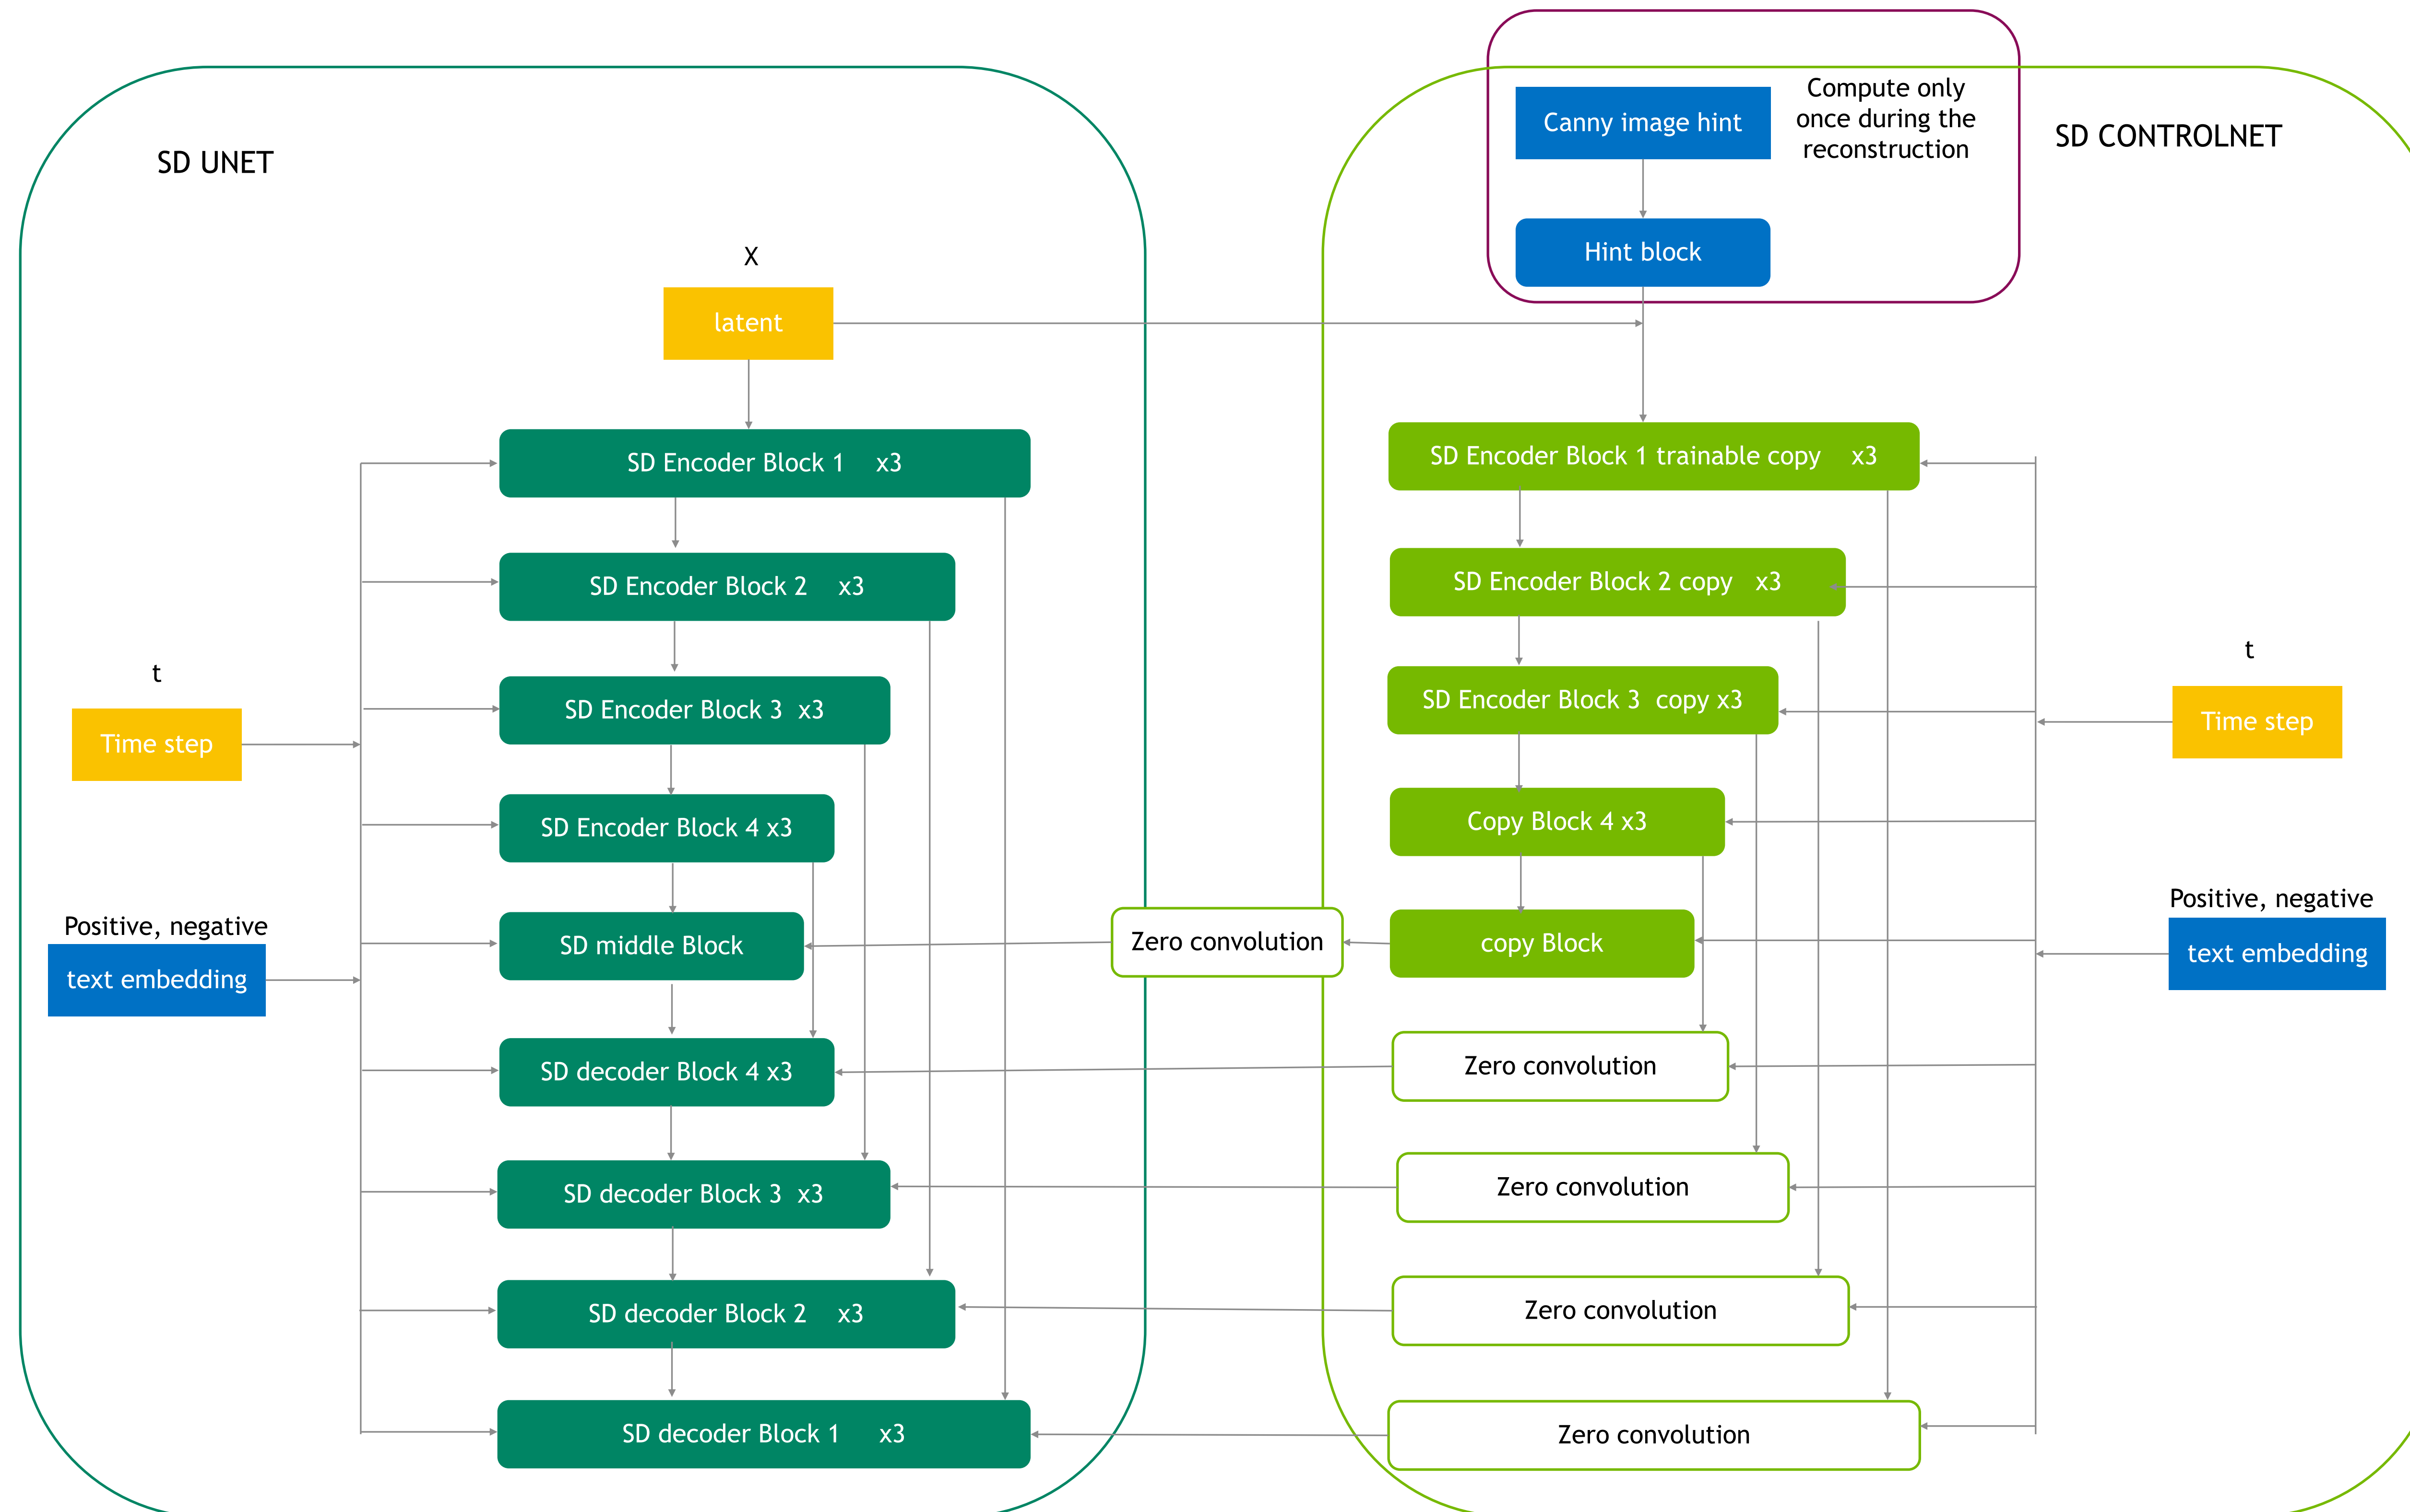 SD UNET
X
latent
SD Encoder Block 1 x3
SD Encoder Block 2 x3
SD Encoder Block 3 x3
SD Encoder Block 4 x3
SD middle Block
SD decoder Block 4 x3
SD decoder Block 3 x3
SD decoder Block 2 x3
SD decoder Block 1 x3
t
Time step
Positive, negative
text embedding
Zero convolution
Canny image hint
Compute only
once during the
reconstruction
Hint block
SD CONTROLNET
SD Encoder Block 1 trainable copy x3
SD Encoder Block 2 copy x3
SD Encoder Block 3 copy x3
Copy Block 4 x3
copy Block
Zero convolution
Zero convolution
Zero convolution
Zero convolution
t
Time step
Positive, negative
text embedding